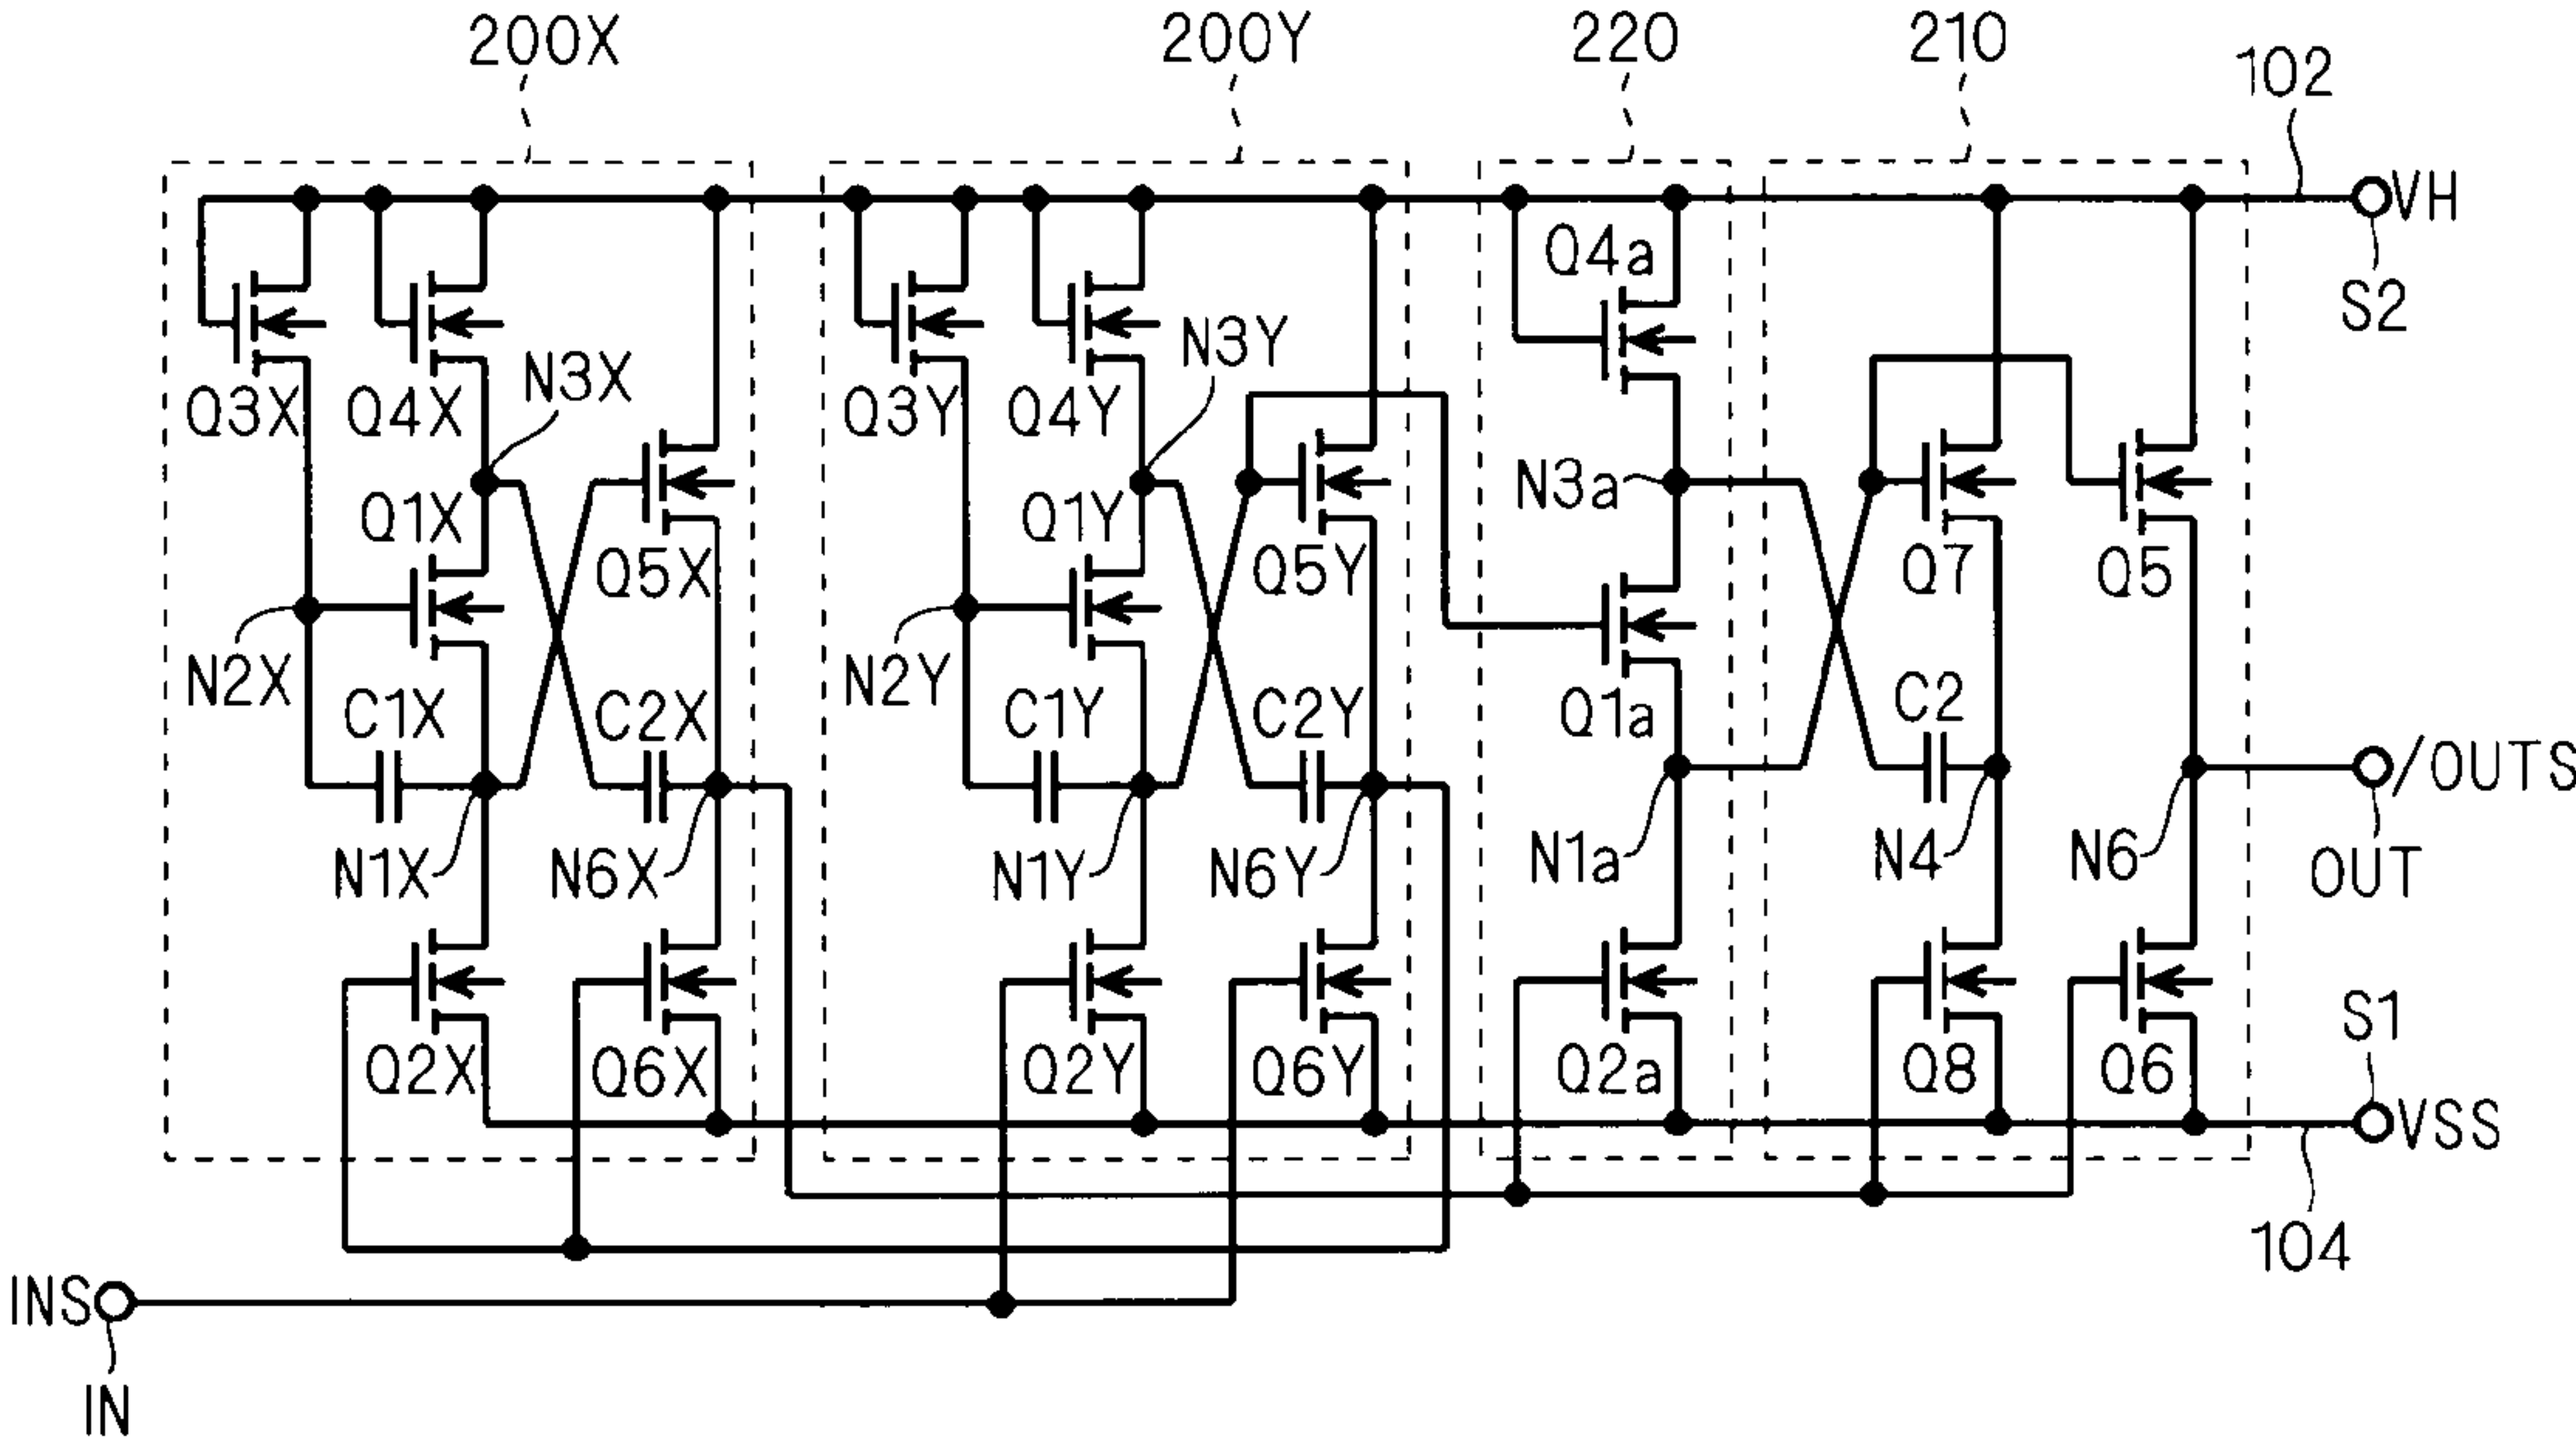 200X 200Y 220 210
102
VH
S2
Q4a
Q3X Q4X N3X Q3Y Q4Y N3Y
N3a
Q1X Q5X Q1Y Q5Y Q7 Q5
N2X C1X C2X N2Y C1Y C2Y Q1a C2
/OUTS
OUT
N1X N6X N1Y N6Y N1a N4 N6
S1
Q2X Q6X Q2Y Q6Y Q2a Q8 Q6
VSS
104
INS
IN